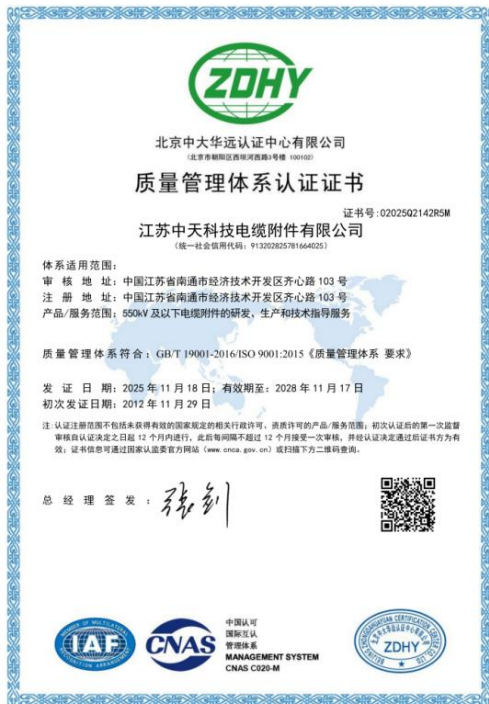 ZDHY
北京中大华远认证中心有限公司
(北京市朝阳区西坝河西路3号楼 100102)
质量管理体系认证证书
证书号:02025Q2142R5M
江苏中天科技电缆附件有限公司
(统一社会信用代码: 913202825781664025)
体系适用范围:
审核地址:中国江苏省南通市经济技术开发区齐心路 103 号
注册地址:中国江苏省南通市经济技术开发区齐心路 103 号
产品/服务范围:550kV 及以下电缆附件的研发、生产和技术指导服务
质量管理体系符合:GB/T 19001-2016/ISO 9001:2015《质量管理体系 要求》
发证日期:2025 年 11 月 18 日;有效期至:2028 年 11 月 17 日
初次发证日期:2012 年 11 月 29 日
注:认证注册范围不包括未获得有效的国家规定的相关行政许可、资质许可的产品/服务范围;初次认证后的第一次监督
审核自认证决定之日起 12 个月内进行,此后每间隔不超过 12 个月接受一次审核,并经认证决定通过后证书方为有
效;证书信息可通过国家认监委官方网站(www.cnca.gov.cn)或扫描下方二维码查询。
总经理签发:
张剑
MEMBER OF MULTILATERAL
IAF
RECOGNITION ARRANGEMENT
CNAS
中国认可
国际互认
管理体系
MANAGEMENT SYSTEM
CNAS C020-M
ZDHY